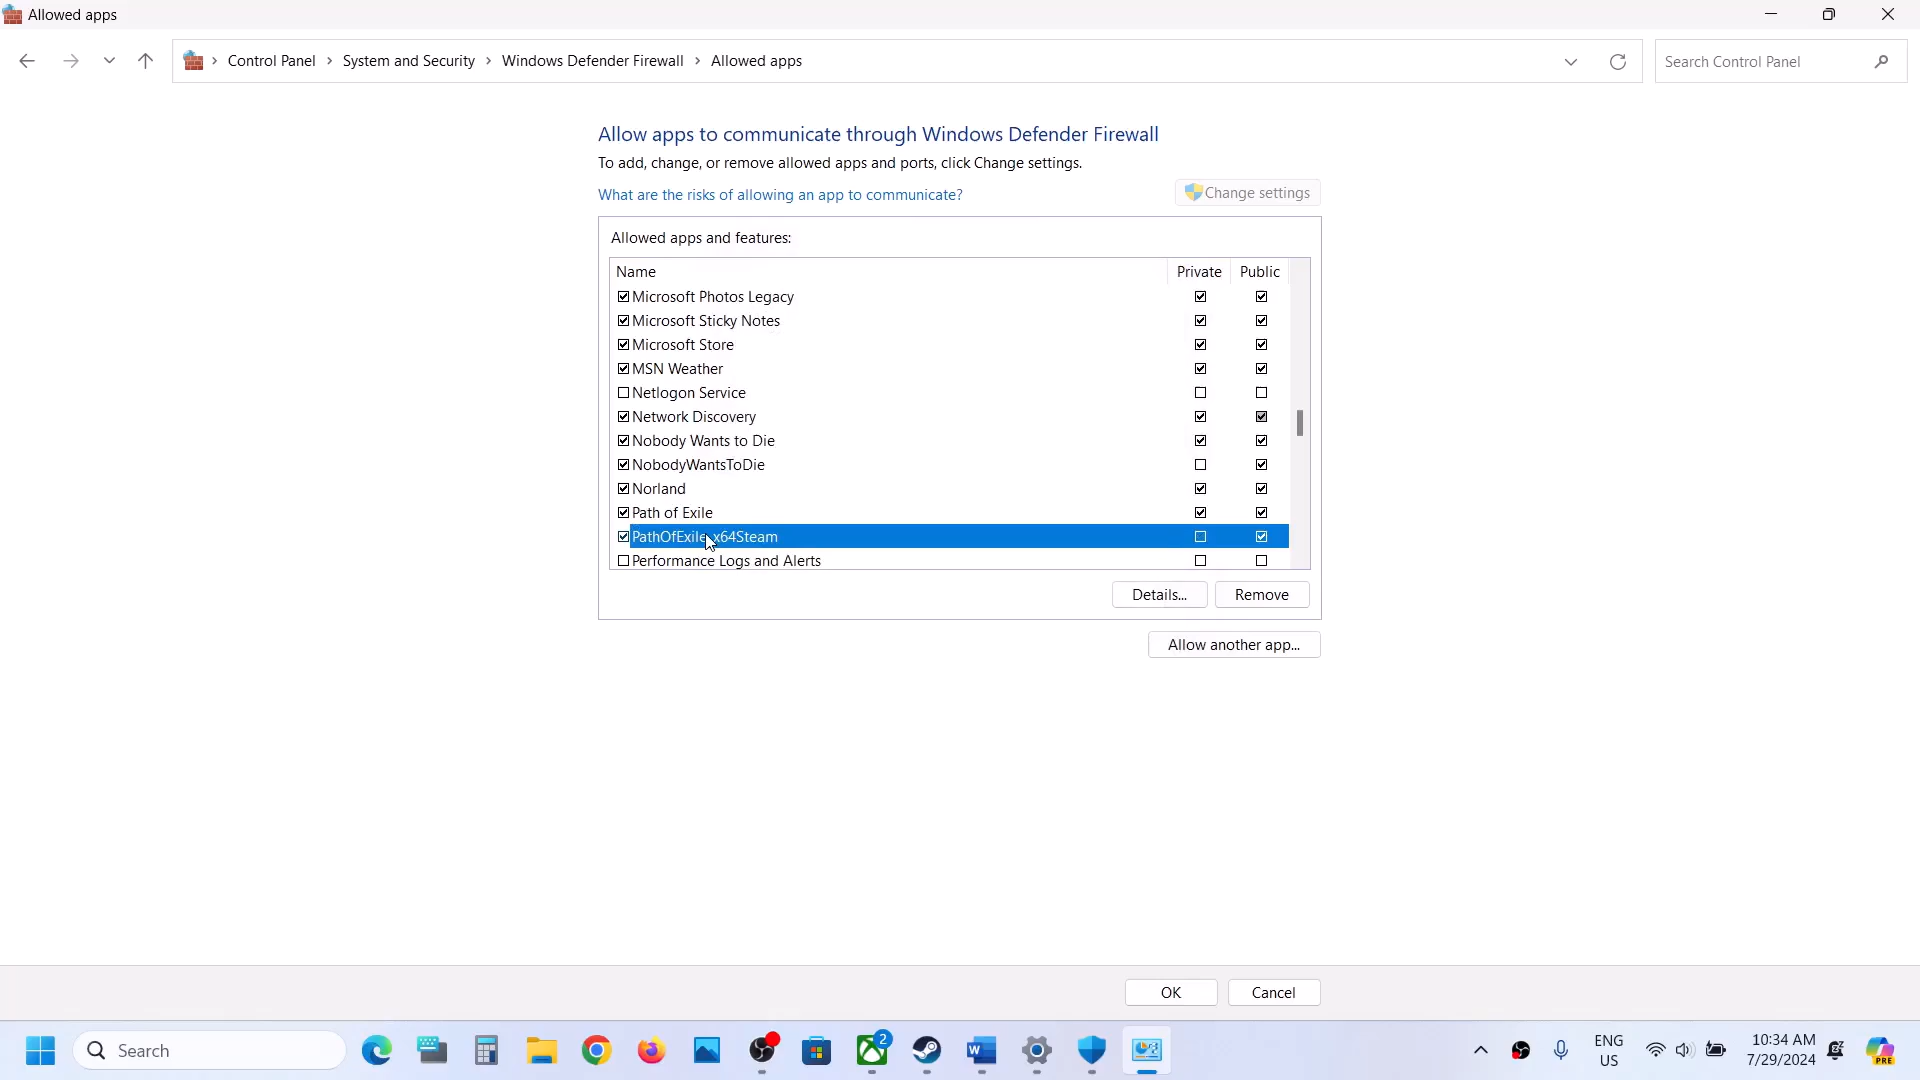 Allowed apps
Control Panel › System and Security › Windows Defender Firewall › Allowed apps
Search Control Panel
Allow apps to communicate through Windows Defender Firewall
To add, change, or remove allowed apps and ports, click Change settings.
What are the risks of allowing an app to communicate?
Change settings
Allowed apps and features:
Name Private Public
Microsoft Photos Legacy
Microsoft Sticky Notes
Microsoft Store
MSN Weather
Netlogon Service
Network Discovery
Nobody Wants to Die
NobodyWantsToDie
Norland
Path of Exile
PathOfExile_x64Steam
Performance Logs and Alerts
Details... Remove
Allow another app...
OK Cancel
Search
2
W
ENG
US
10:34 AM
7/29/2024
PRE